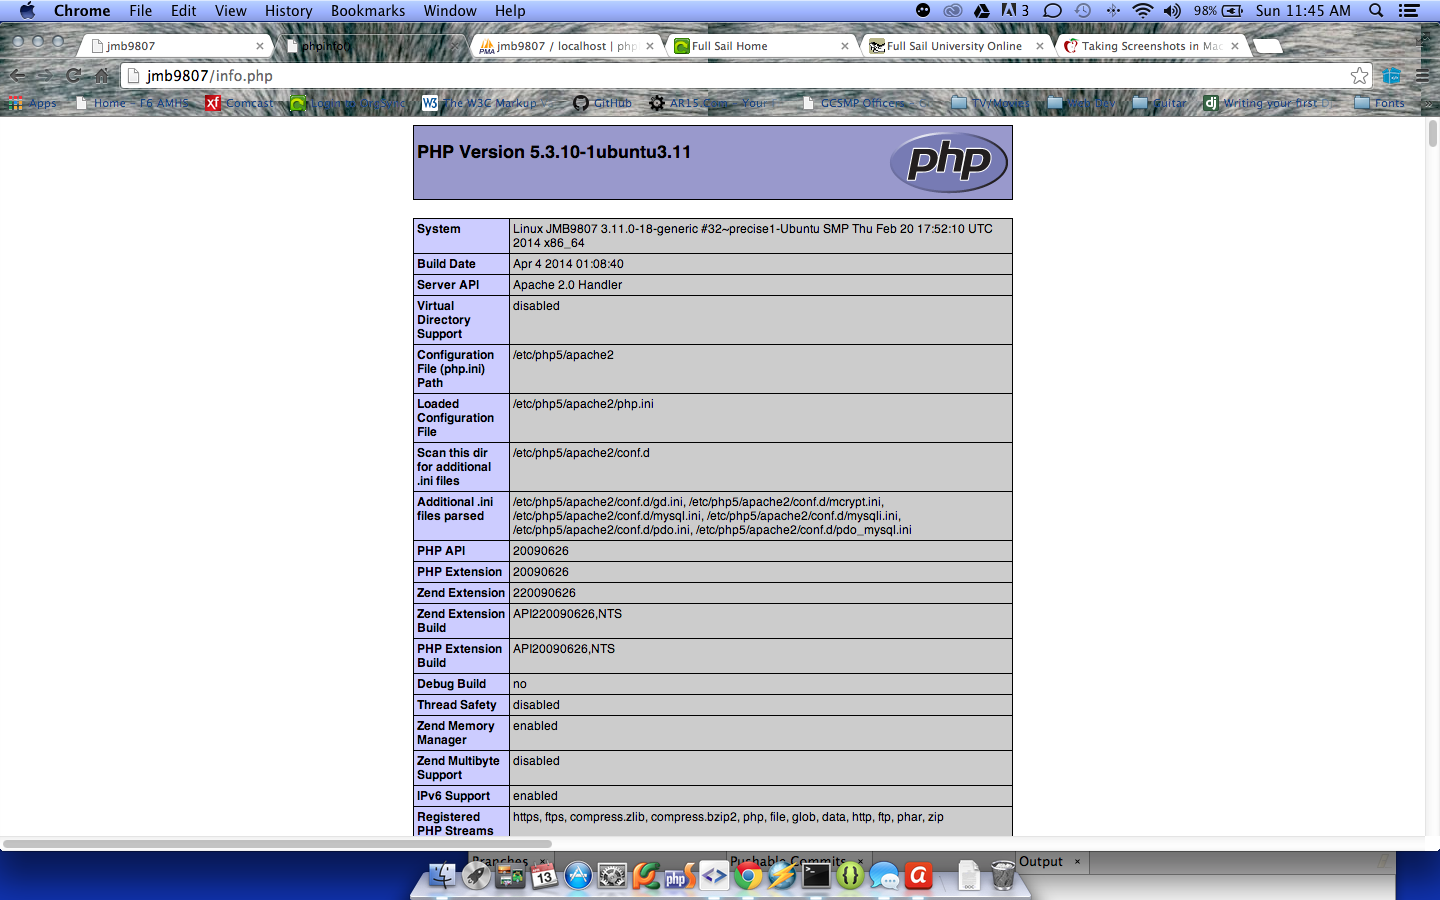 Chrome File Edit View History Bookmarks Window Help 3 98% Sun 11:45 AM
jmb9807 phpinfo() jmb9807 / localhost | php Full Sail Home Full Sail University Online Taking Screenshots in Mac
jmb9807/info.php
Apps Home - T6 AMHS Comcast The W3C Markup GitHub AR15.Com - Your GCSMP Officers - C TV/Movies Web Dev Guitar Writing your first D Fonts »
PHP Version 5.3.10-1ubuntu3.11
php
System Linux JMB9807 3.11.0-18-generic #32~precise1-Ubuntu SMP Thu Feb 20 17:52:10 UTC
2014 x86_64
Build Date Apr 4 2014 01:08:40
Server API Apache 2.0 Handler
Virtual disabled
Directory
Support
Configuration /etc/php5/apache2
File (php.ini)
Path
Loaded /etc/php5/apache2/php.ini
Configuration
File
Scan this dir /etc/php5/apache2/conf.d
for additional
.ini files
Additional .ini /etc/php5/apache2/conf.d/gd.ini, /etc/php5/apache2/conf.d/mcrypt.ini,
files parsed /etc/php5/apache2/conf.d/mysql.ini, /etc/php5/apache2/conf.d/mysqli.ini,
/etc/php5/apache2/conf.d/pdo.ini, /etc/php5/apache2/conf.d/pdo_mysql.ini
PHP API 20090626
PHP Extension 20090626
Zend Extension 220090626
Zend Extension API220090626,NTS
Build
PHP Extension API20090626,NTS
Build
Debug Build no
Thread Safety disabled
Zend Memory enabled
Manager
Zend Multibyte disabled
Support
IPv6 Support enabled
Registered https, ftps, compress.zlib, compress.bzip2, php, file, glob, data, http, ftp, phar, zip
PHP Streams
Branches × Pushable Commits × Output ×
13 php